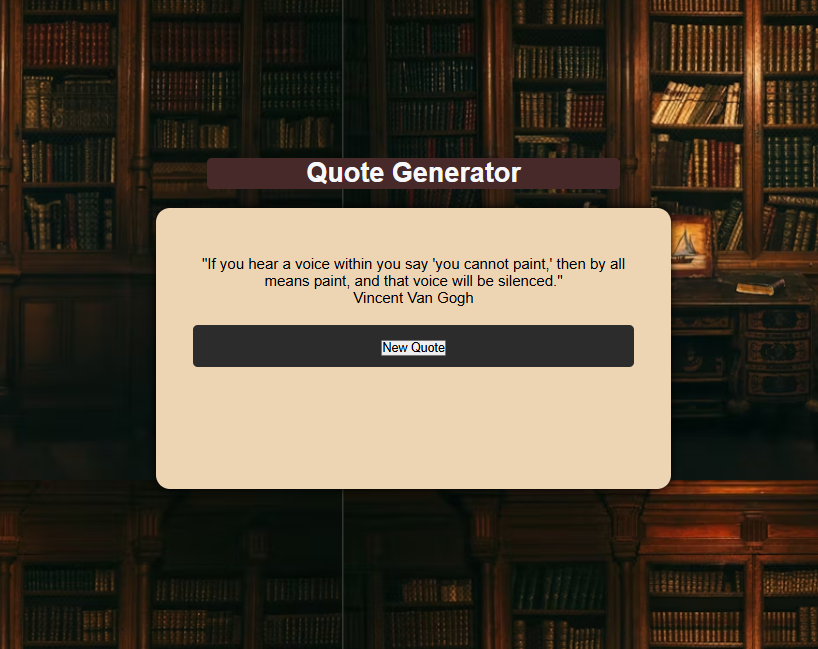 Quote Generator
"If you hear a voice within you say 'you cannot paint,' then by all
means paint, and that voice will be silenced."
Vincent Van Gogh
New Quote